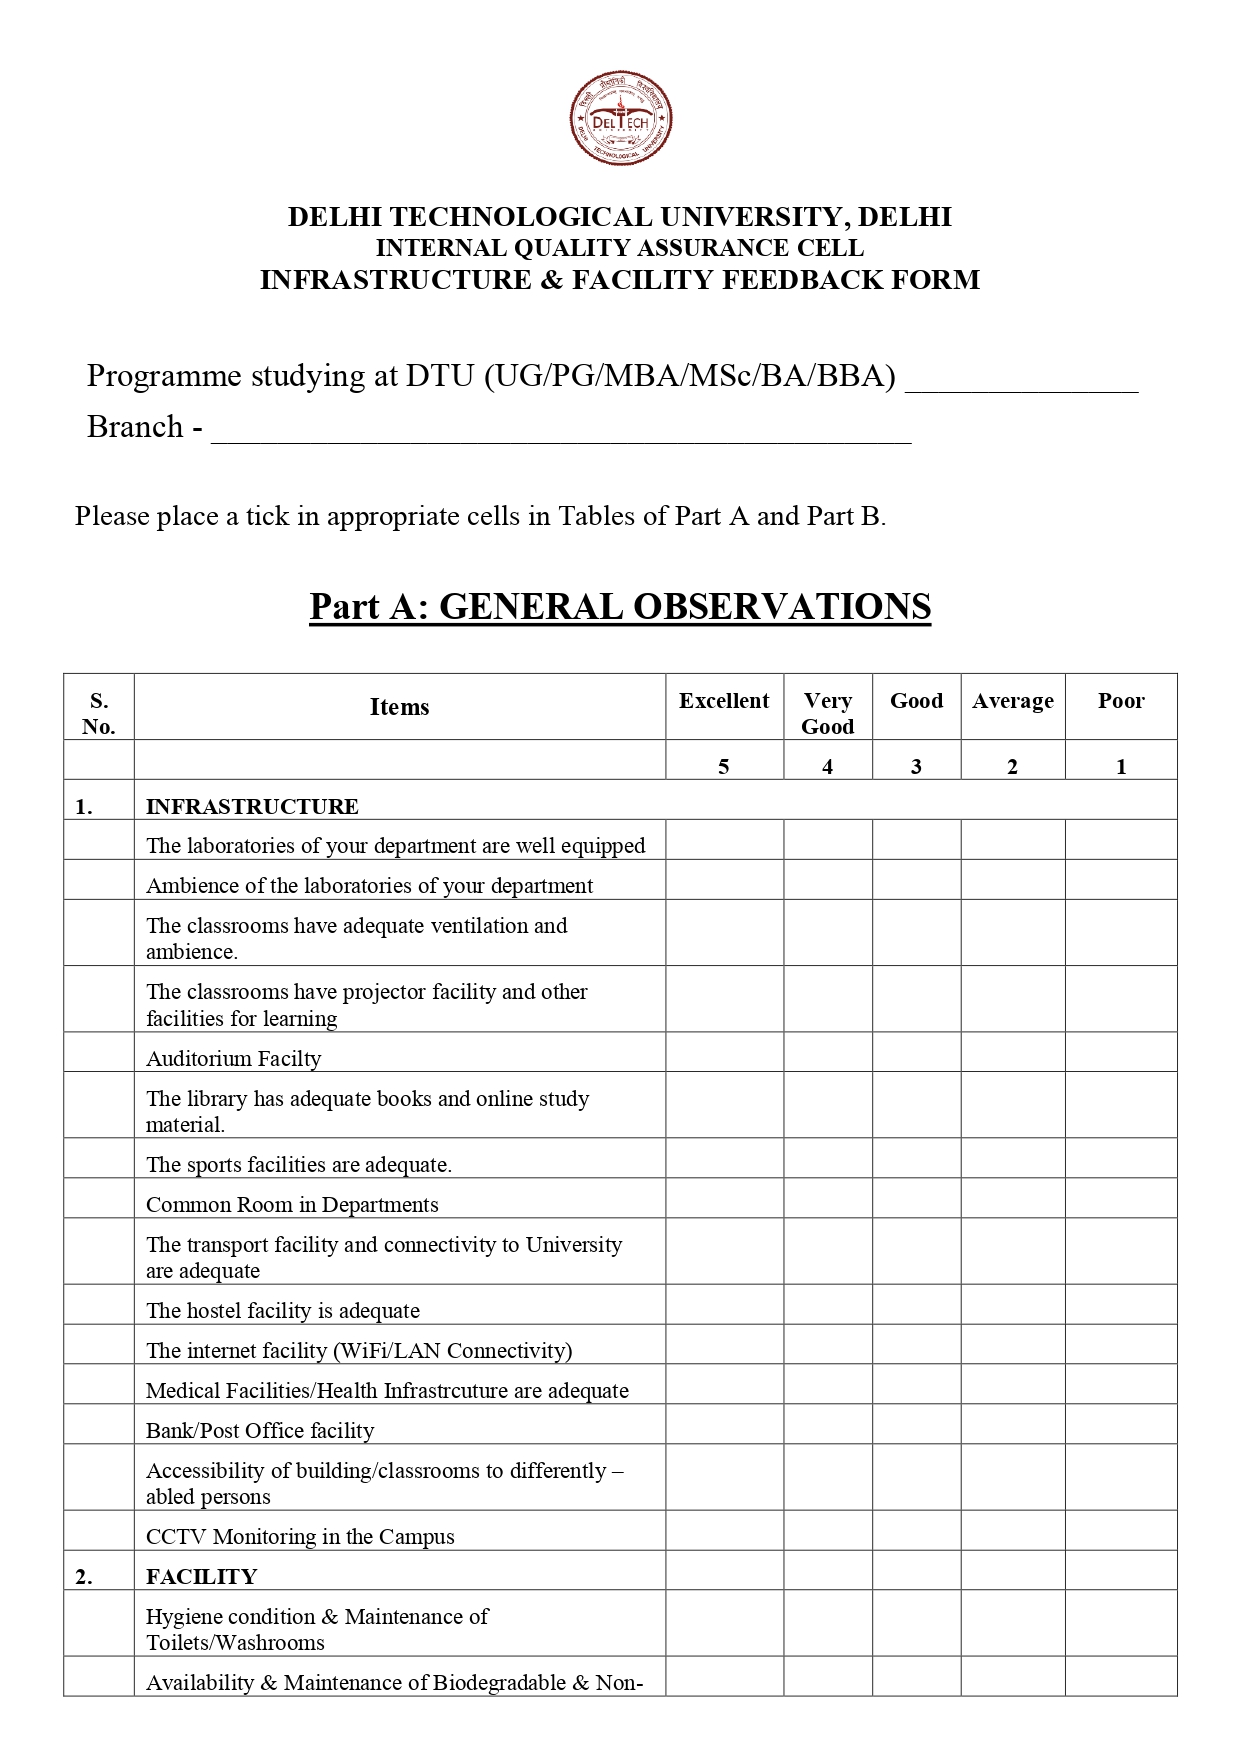 DELTECH
DELHI TECHNOLOGICAL UNIVERSITY
DELHI TECHNOLOGICAL UNIVERSITY, DELHI
INTERNAL QUALITY ASSURANCE CELL
INFRASTRUCTURE & FACILITY FEEDBACK FORM
Programme studying at DTU (UG/PG/MBA/MSc/BA/BBA) ______________
Branch - __________________________________________
Please place a tick in appropriate cells in Tables of Part A and Part B.
Part A: GENERAL OBSERVATIONS
S. No. Items Excellent Very Good Good Average Poor
5 4 3 2 1
1. INFRASTRUCTURE
The laboratories of your department are well equipped
Ambience of the laboratories of your department
The classrooms have adequate ventilation and
ambience.
The classrooms have projector facility and other
facilities for learning
Auditorium Facilty
The library has adequate books and online study
material.
The sports facilities are adequate.
Common Room in Departments
The transport facility and connectivity to University
are adequate
The hostel facility is adequate
The internet facility (WiFi/LAN Connectivity)
Medical Facilities/Health Infrastrcuture are adequate
Bank/Post Office facility
Accessibility of building/classrooms to differently –
abled persons
CCTV Monitoring in the Campus
2. FACILITY
Hygiene condition & Maintenance of
Toilets/Washrooms
Availability & Maintenance of Biodegradable & Non-